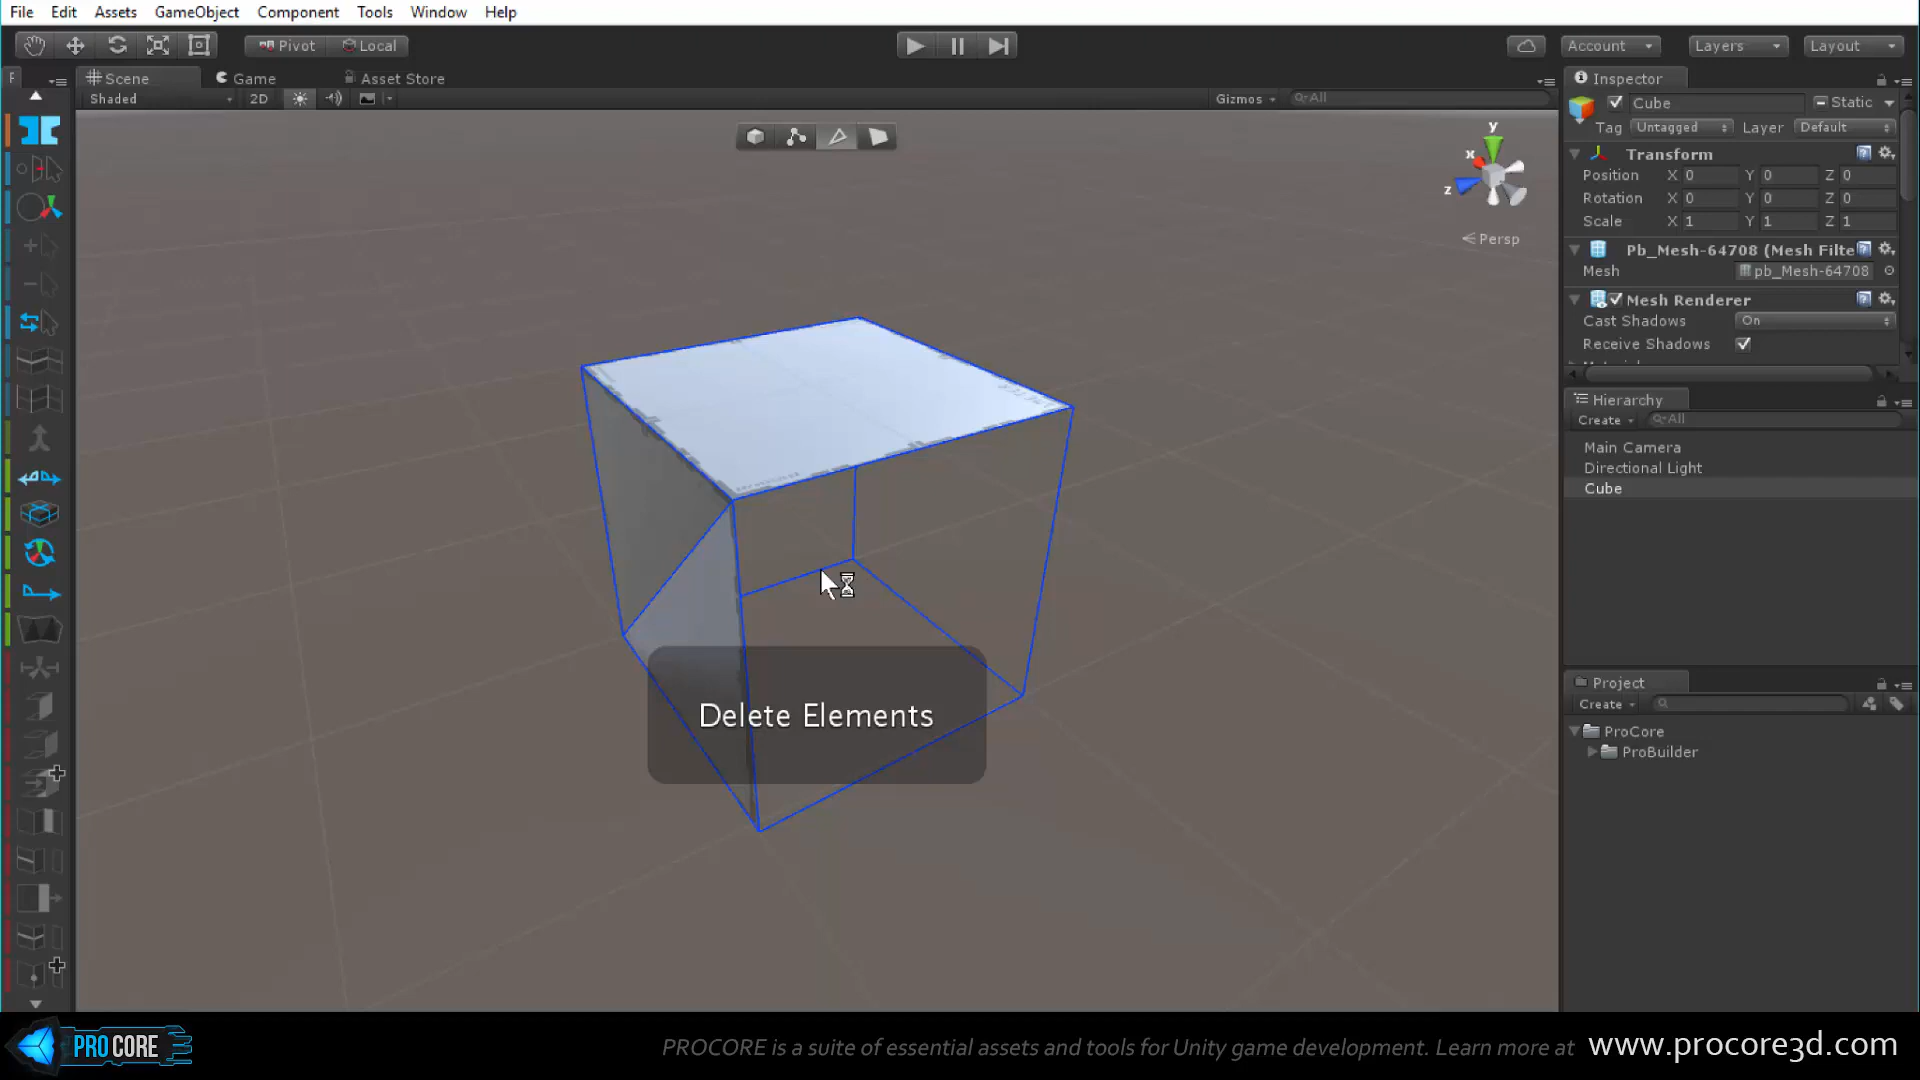 File Edit Assets GameObject Component Tools Window Help
Pivot Local Account Layers Layout
Scene Game Asset Store
Shaded 2D Gizmos All
Inspector
Cube Static
Tag Untagged Layer Default
Transform
Position X 0 Y 0 Z 0
Rotation X 0 Y 0 Z 0
Scale X 1 Y 1 Z 1
Pb_Mesh-64708 (Mesh Filte
Mesh pb_Mesh-64708
Mesh Renderer
Cast Shadows On
Receive Shadows
Hierarchy
Create All
Main Camera
Directional Light
Cube
Project
Create
ProCore
ProBuilder
y
x
z
Persp
Delete Elements
PROCORE
PROCORE is a suite of essential assets and tools for Unity game development. Learn more at www.procore3d.com